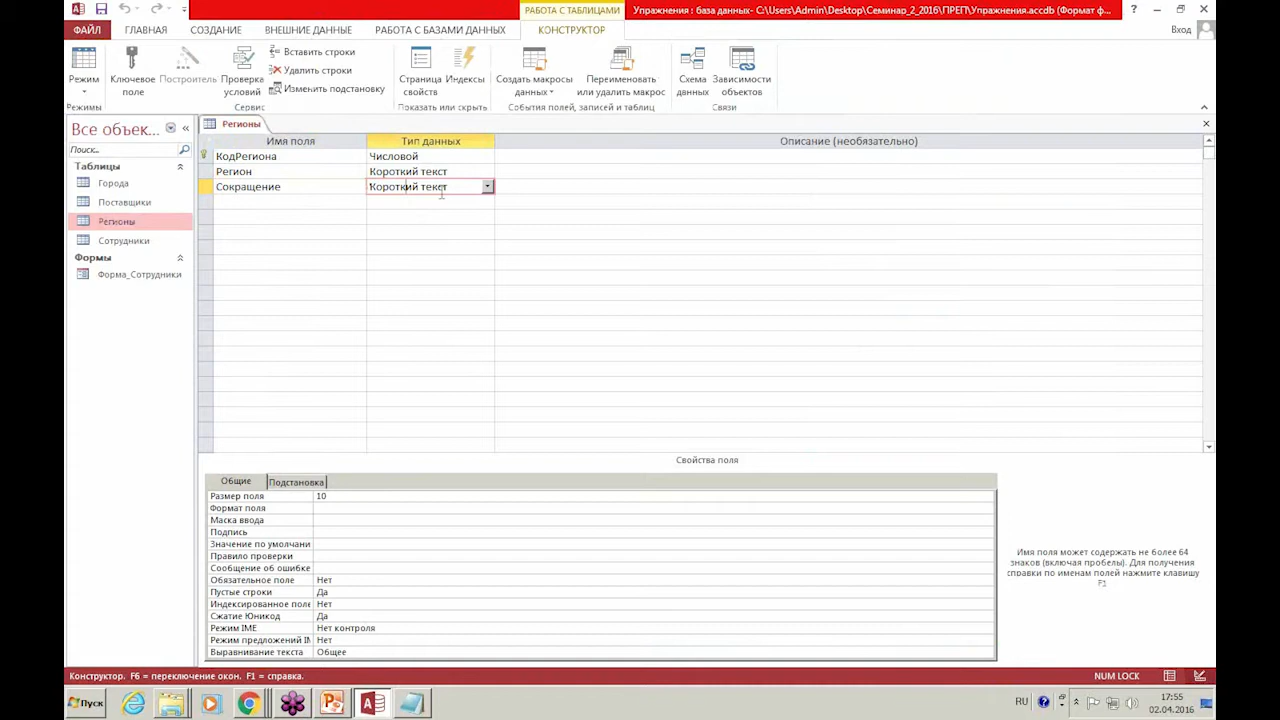 РАБОТА С ТАБЛИЦАМИ
Упражнения : база данных- C:\Users\Admin\Desktop\Семинар_2_2016\ПРЕП\Упражнения.accdb (Формат ф...
ФАЙЛ ГЛАВНАЯ СОЗДАНИЕ ВНЕШНИЕ ДАННЫЕ РАБОТА С БАЗАМИ ДАННЫХ КОНСТРУКТОР Вход
Режим
Ключевое поле
Построитель
Проверка условий
Вставить строки
Удалить строки
Изменить подстановку
Страница свойств
Индексы
Создать макросы данных
Переименовать или удалить макрос
Схема данных
Зависимости объектов
Режимы Сервис Показать или скрыть События полей, записей и таблиц Связи
Все объек...
Поиск...
Таблицы
Города
Поставщики
Регионы
Сотрудники
Формы
Форма_Сотрудники
Регионы
Имя поля Тип данных Описание (необязательно)
КодРегиона Числовой
Регион Короткий текст
Сокращение Короткий текст
Свойства поля
Общие Подстановка
Размер поля 10
Формат поля
Маска ввода
Подпись
Значение по умолчани
Правило проверки
Сообщение об ошибке
Обязательное поле Нет
Пустые строки Да
Индексированное поле Нет
Сжатие Юникод Да
Режим IME Нет контроля
Режим предложений IM Нет
Выравнивание текста Общее
Имя поля может содержать не более 64
знаков (включая пробелы). Для получения
справки по именам полей нажмите клавишу
F1
Конструктор. F6 = переключение окон. F1 = справка. NUM LOCK
Пуск RU 17:55
02.04.2016